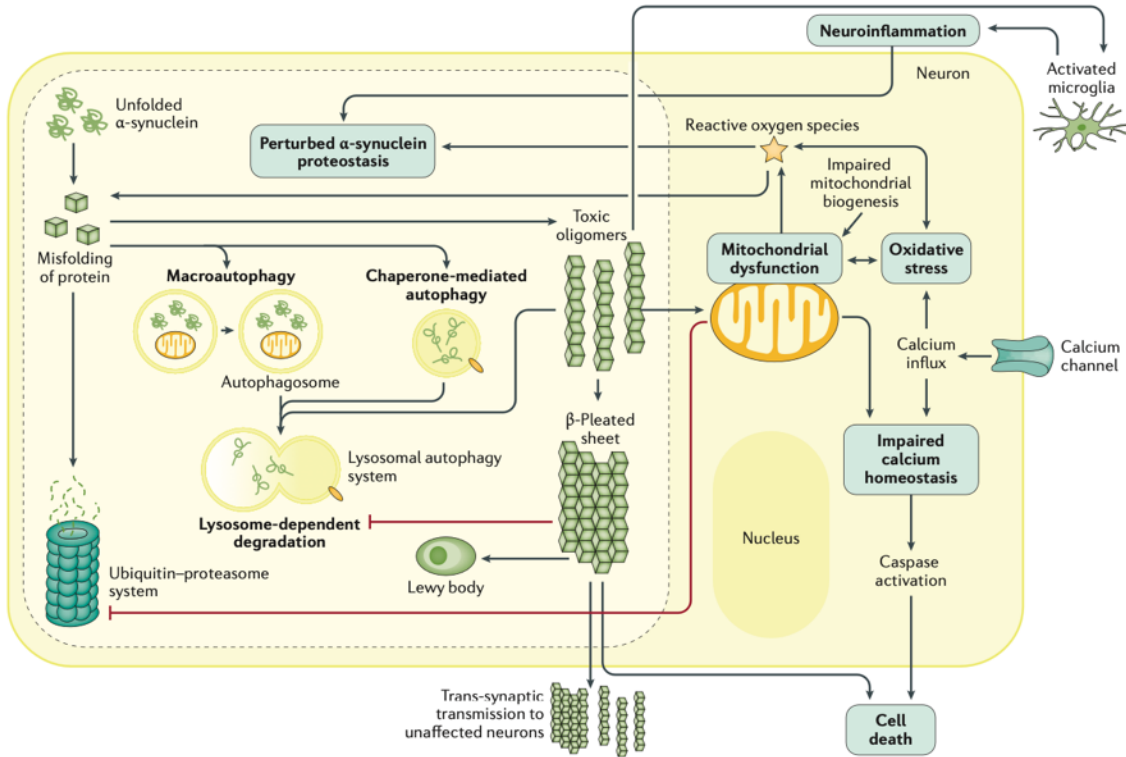 Neuroinflammation
Neuron
Activated
microglia
Unfolded
α-synuclein
Perturbed α-synuclein
proteostasis
Reactive oxygen species
Impaired
mitochondrial
biogenesis
Misfolding
of protein
Toxic
oligomers
Mitochondrial
dysfunction
Oxidative
stress
Macroautophagy
Chaperone-mediated
autophagy
Autophagosome
Calcium
influx
Calcium
channel
β-Pleated
sheet
Lysosomal autophagy
system
Impaired
calcium
homeostasis
Lysosome-dependent
degradation
Nucleus
Lewy body
Caspase
activation
Ubiquitin–proteasome
system
Trans-synaptic
transmission to
unaffected neurons
Cell
death